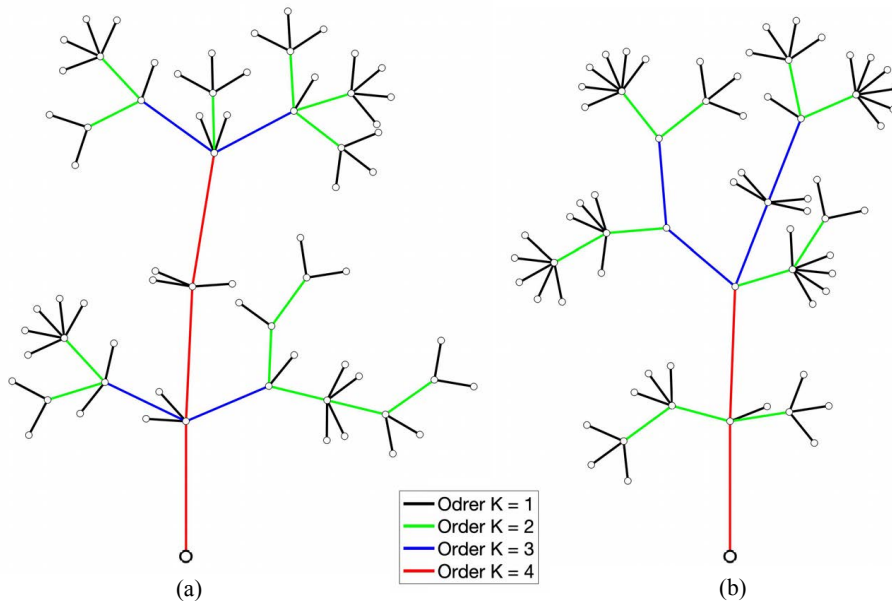 Odrer K = 1
Order K = 2
Order K = 3
Order K = 4
(a)
(b)